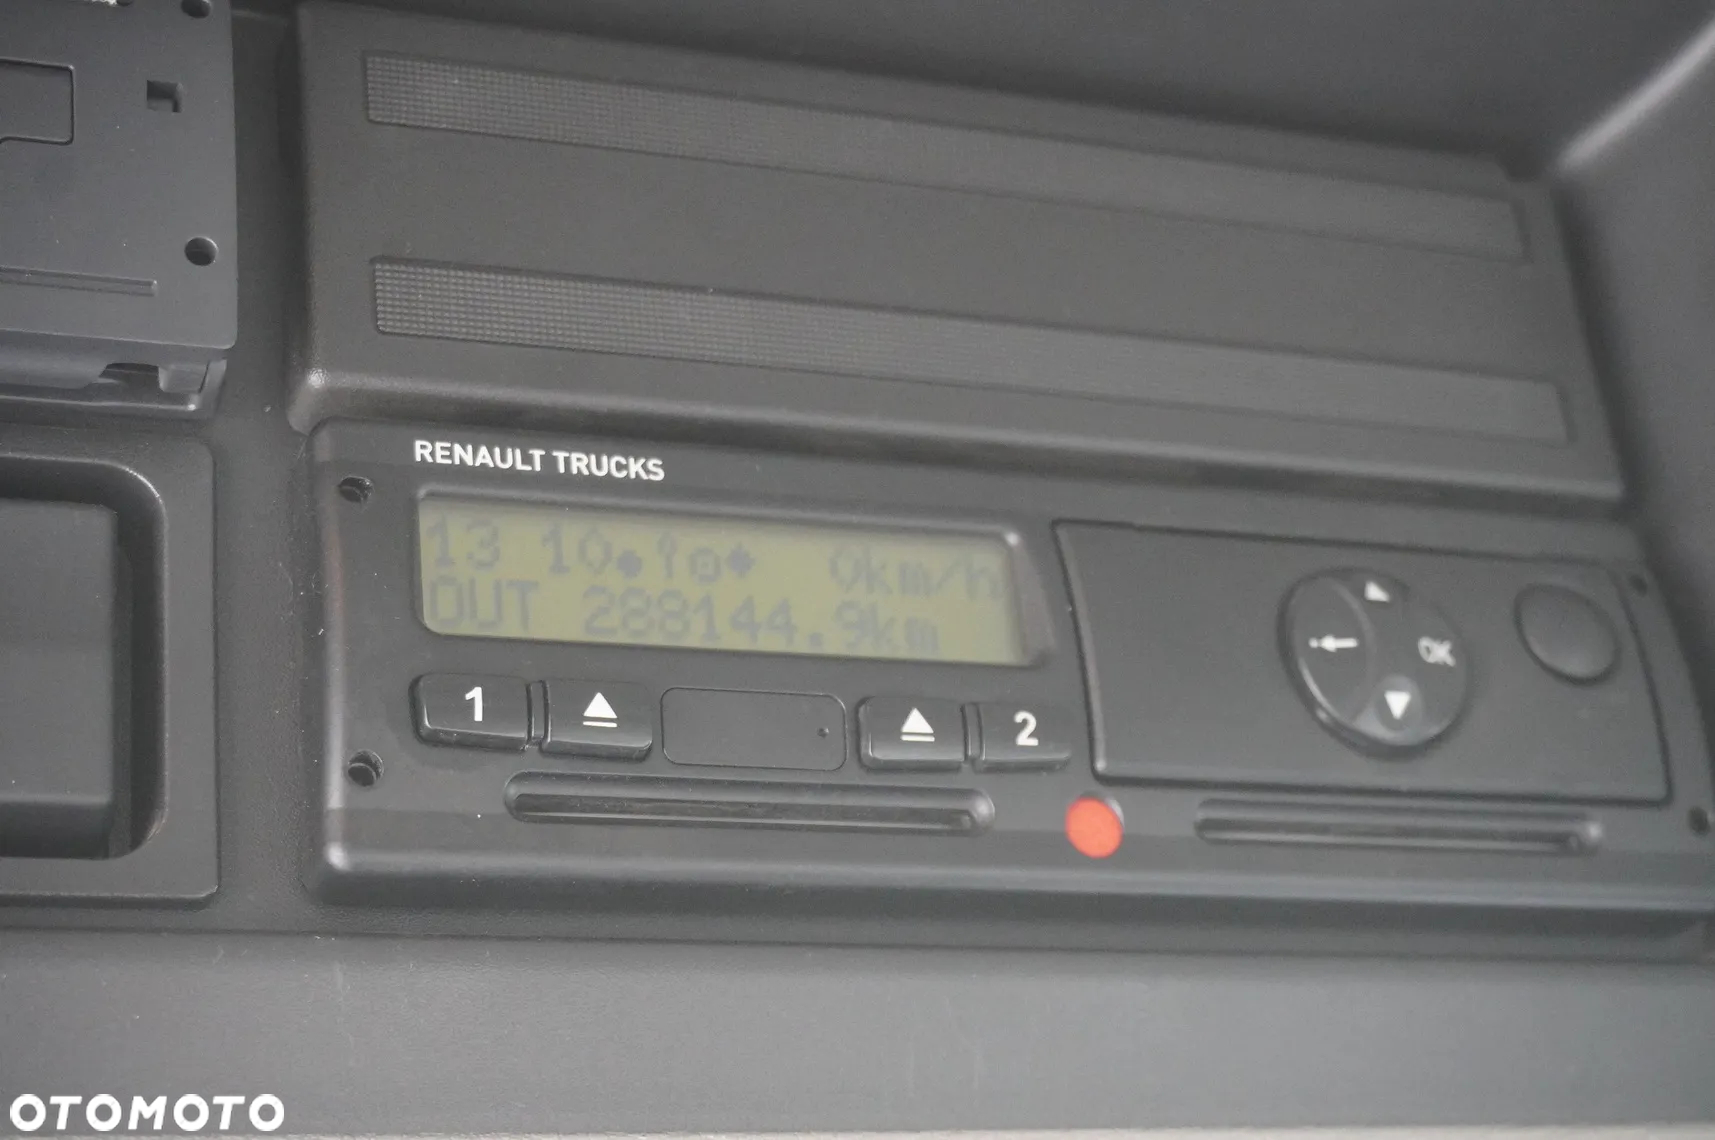 RENAULT TRUCKS
13 10 0km/h
OUT 288144.9km
1 2
OK
OTOMOTO